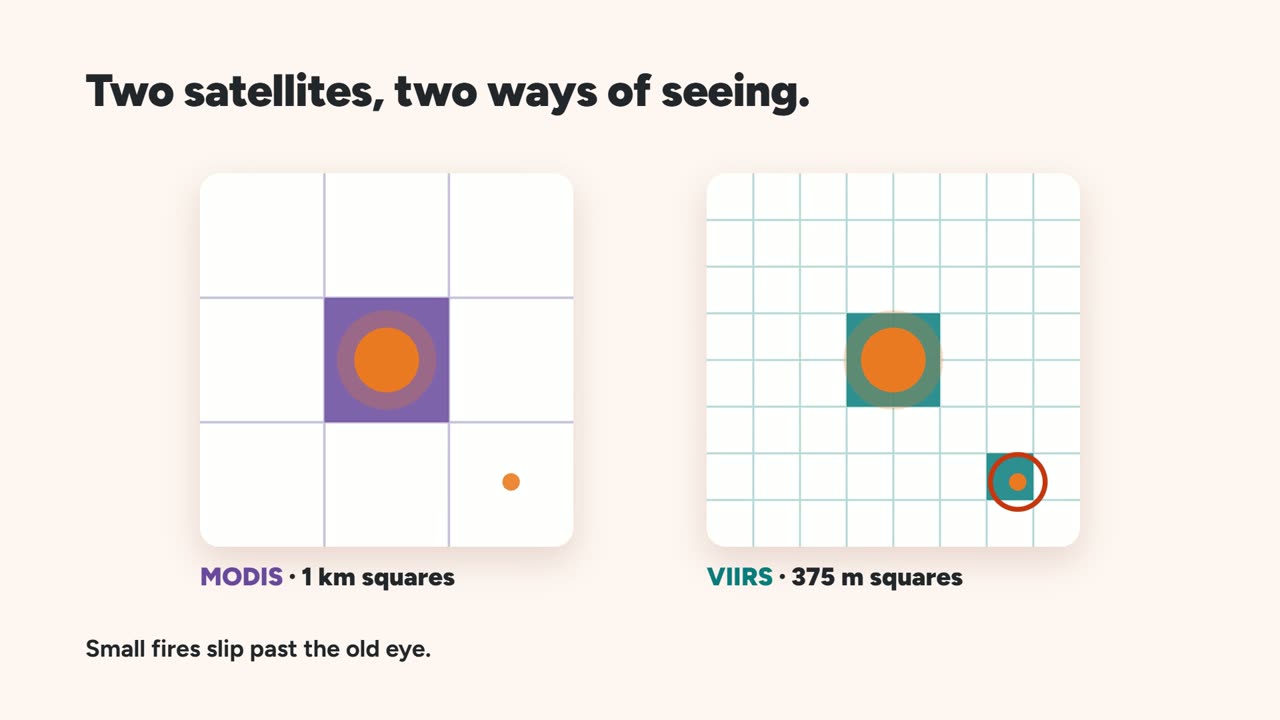 Two satellites, two ways of seeing.
MODIS · 1 km squares
VIIRS · 375 m squares
Small fires slip past the old eye.